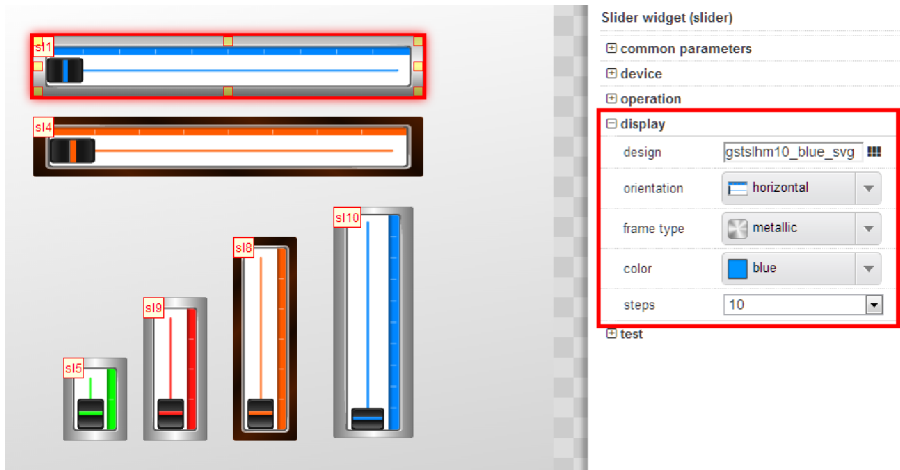 Slider widget (slider)
common parameters
device
operation
display
design gstslhm10_blue_svg
orientation horizontal
frame type metallic
color blue
steps 10
test
sl1
sl4
sl10
sl8
sl9
sl5